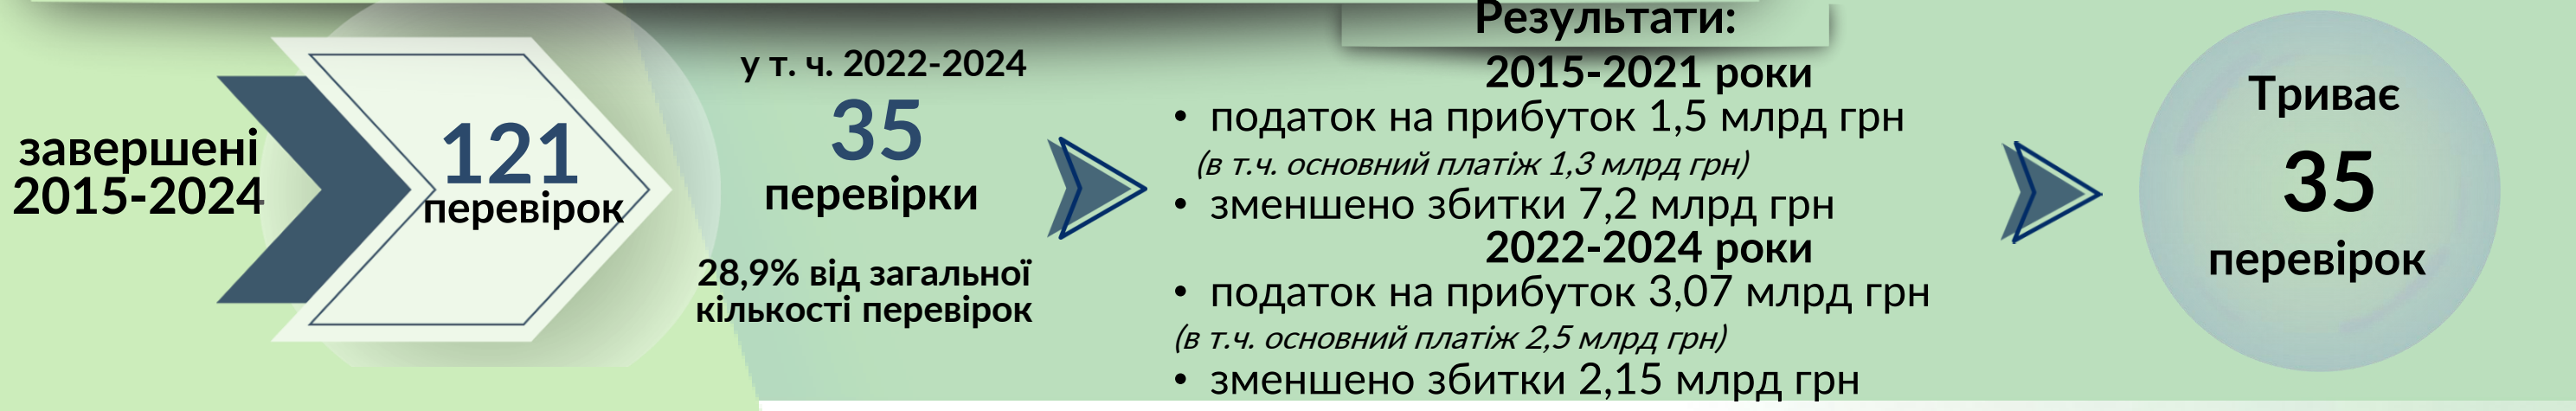 завершені
2015-2024
121
перевірок
у т. ч. 2022-2024
35
перевірки
28,9% від загальної
кількості перевірок
Результати:
2015-2021 роки
• податок на прибуток 1,5 млрд грн
(в т.ч. основний платіж 1,3 млрд грн)
• зменшено збитки 7,2 млрд грн
2022-2024 роки
• податок на прибуток 3,07 млрд грн
(в т.ч. основний платіж 2,5 млрд грн)
• зменшено збитки 2,15 млрд грн
Триває
35
перевірок